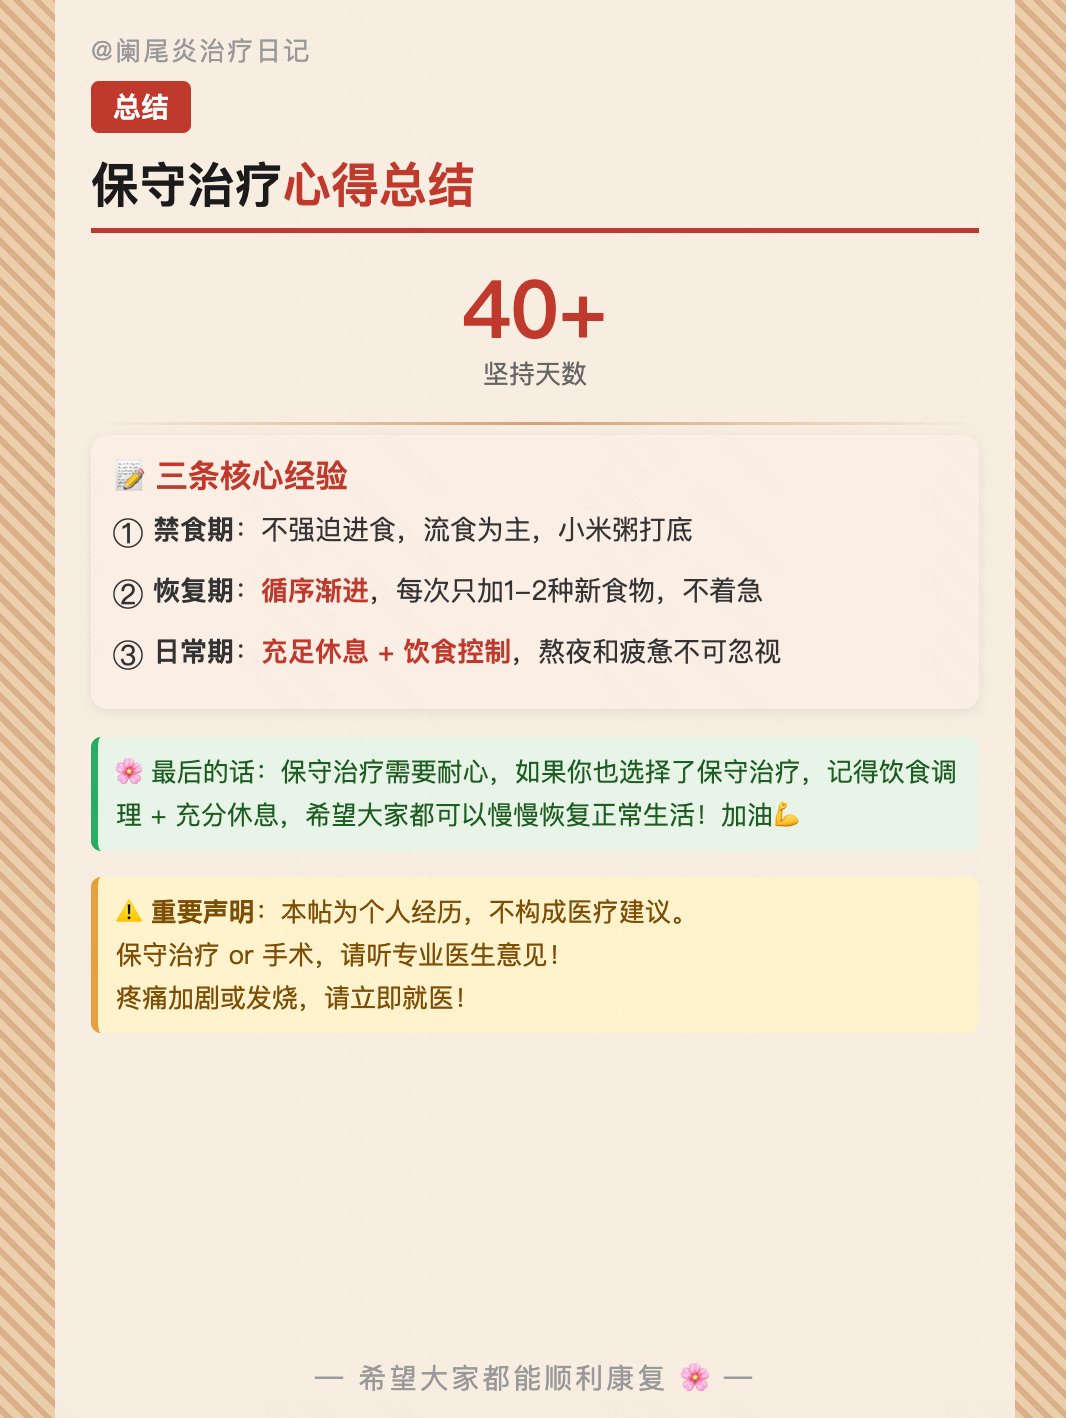 @阑尾炎治疗日记
总结
保守治疗心得总结
40+
坚持天数
📝 三条核心经验
① 禁食期：不强迫进食，流食为主，小米粥打底
② 恢复期：循序渐进，每次只加1–2种新食物，不着急
③ 日常期：充足休息 + 饮食控制，熬夜和疲惫不可忽视
🌸 最后的话：保守治疗需要耐心，如果你也选择了保守治疗，记得饮食调
理 + 充分休息，希望大家都可以慢慢恢复正常生活！加油💪
⚠️ 重要声明：本帖为个人经历，不构成医疗建议。
保守治疗 or 手术，请听专业医生意见！
疼痛加剧或发烧，请立即就医！
— 希望大家都能顺利康复 🌸 —